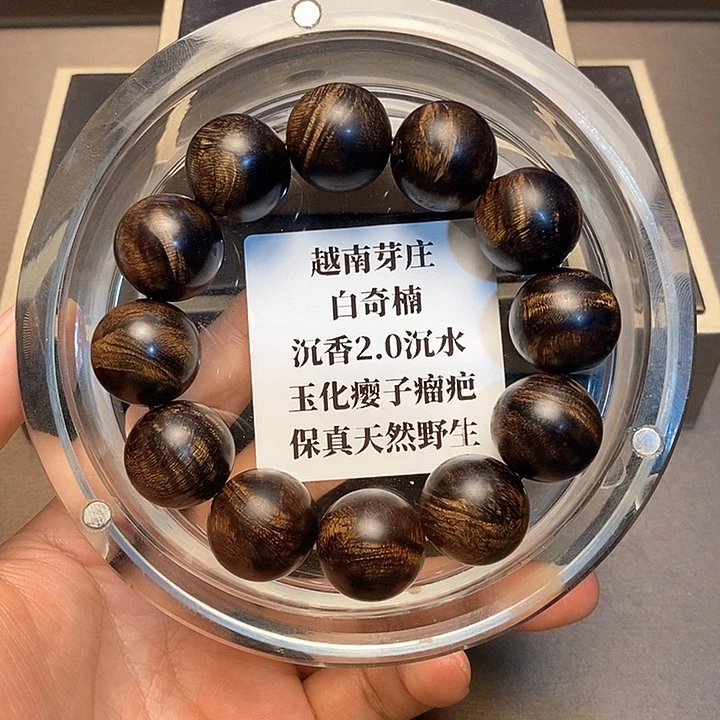 越南芽庄
白奇楠
沉香2.0沉水
玉化瘿子瘤疤
保真天然野生